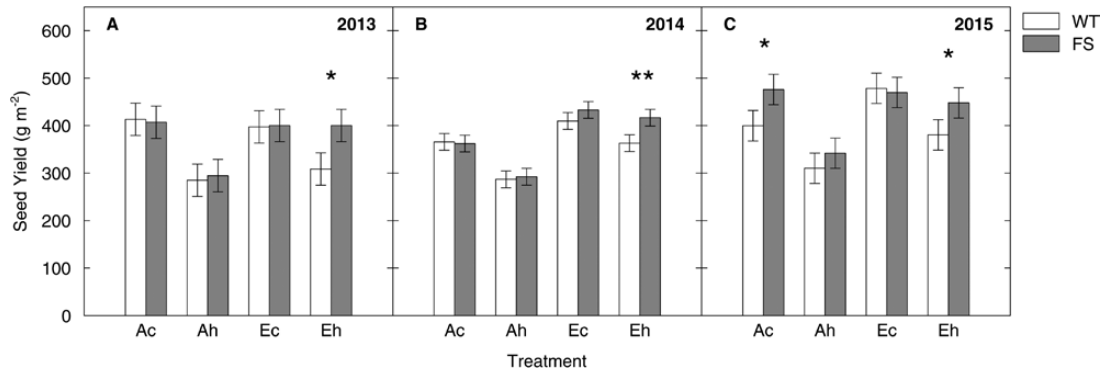 A 2013
B 2014
C 2015
WT
FS
* ** * *
Seed Yield (g m-2)
600
500
400
300
200
100
0
Ac Ah Ec Eh
Ac Ah Ec Eh
Ac Ah Ec Eh
Treatment